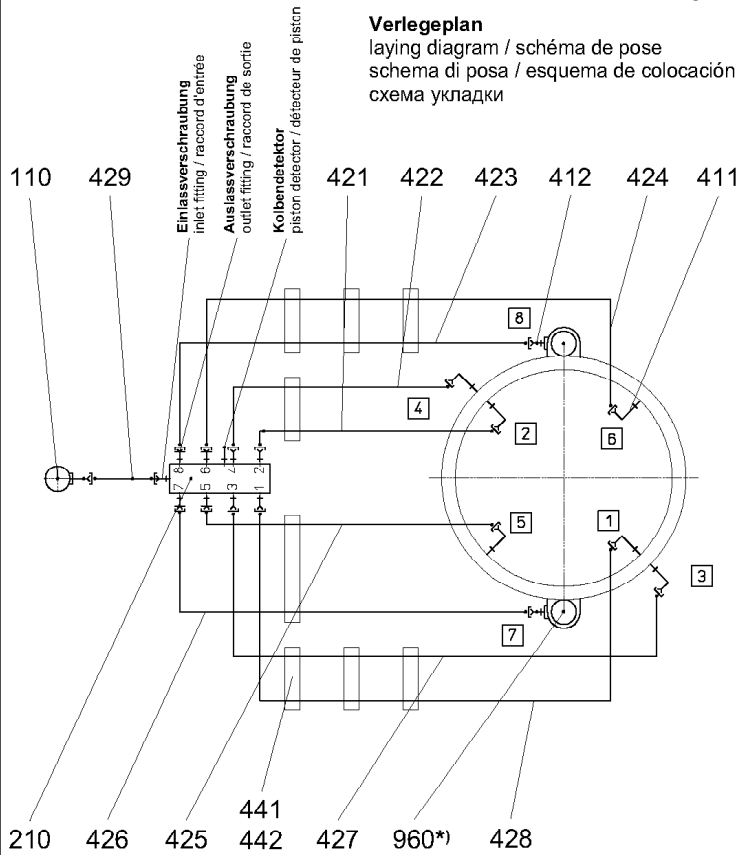 Verlegeplan
laying diagram / schéma de pose
schema di posa / esquema de colocación
схема укладки
Einlassverschraubung
inlet fitting / raccord d'entrée
Auslassverschraubung
outlet fitting / raccord de sortie
Kolbendetektor
piston detector / détecteur de piston
110 429 421 422 423 412 424 411
8
4
2
6
8 6 4 2
7 5 3 1
5
1
3
7
441
210 426 425 442 427 960*) 428